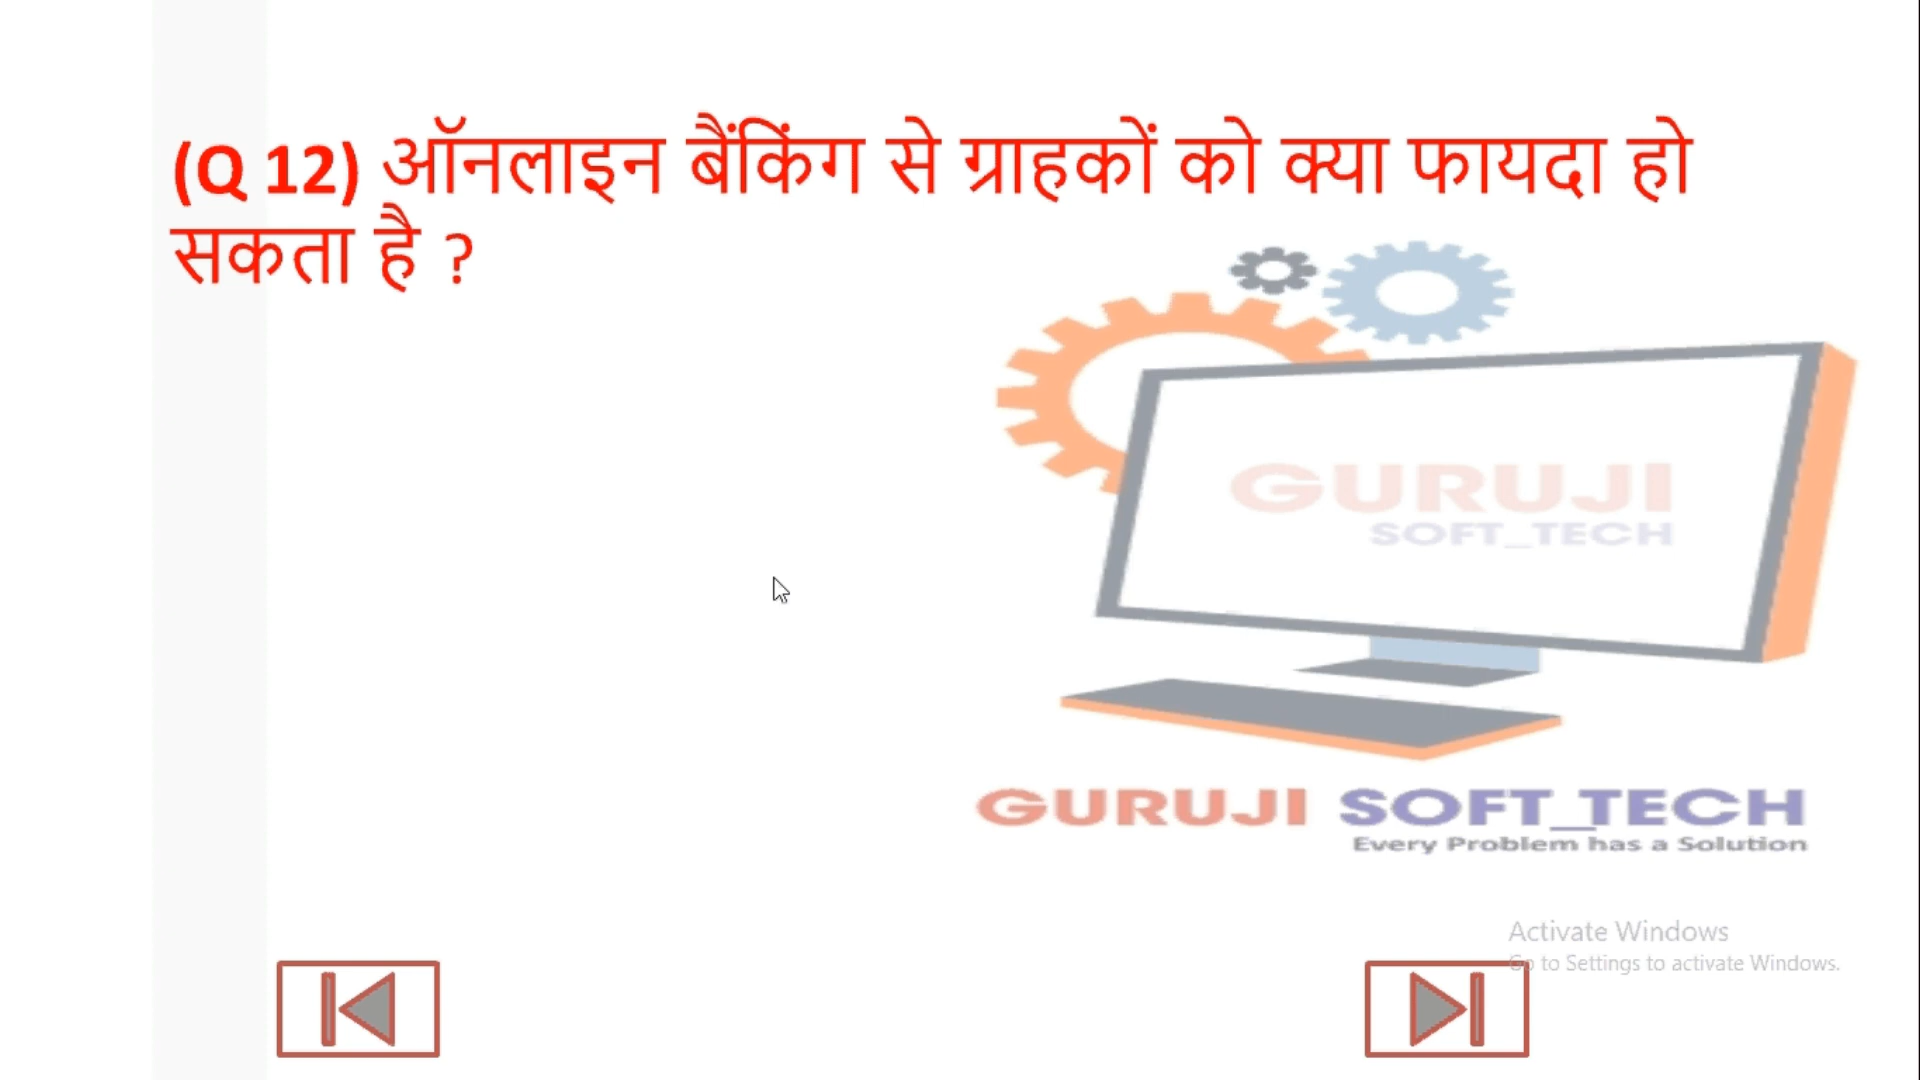 (Q 12) ऑनलाइन बैंकिंग से ग्राहकों को क्या फायदा हो
सकता है ?
GURUJI
SOFT_TECH
GURUJI SOFT_TECH
Every Problem has a Solution
Activate Windows
Go to Settings to activate Windows.